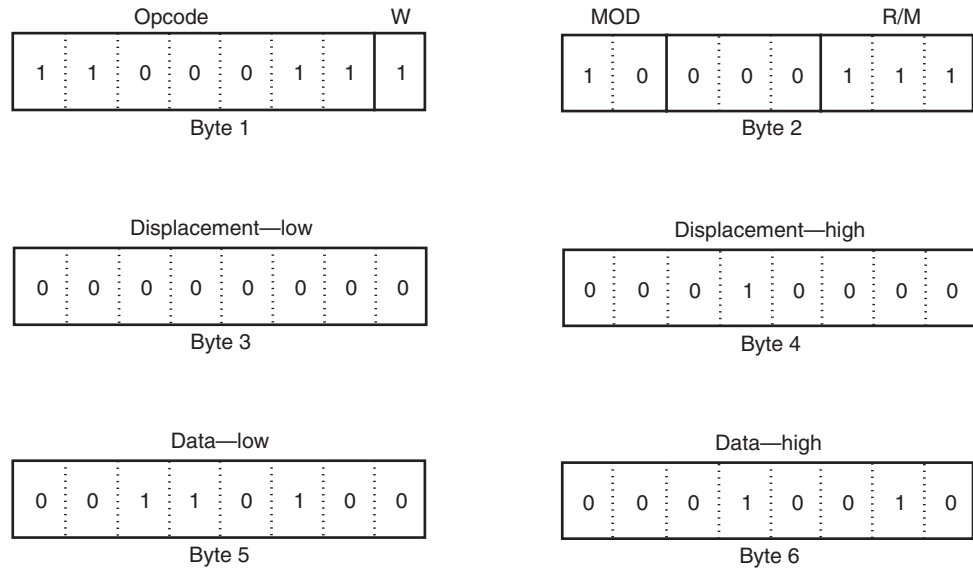 Opcode W
1 1 0 0 0 1 1 1
Byte 1
MOD R/M
1 0 0 0 0 1 1 1
Byte 2
Displacement—low
0 0 0 0 0 0 0 0
Byte 3
Displacement—high
0 0 0 1 0 0 0 0
Byte 4
Data—low
0 0 1 1 0 1 0 0
Byte 5
Data—high
0 0 0 1 0 0 1 0
Byte 6